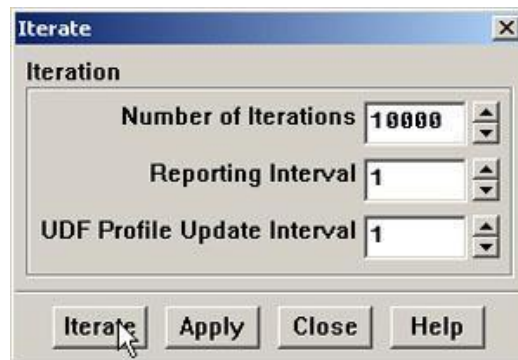 Iterate
Iteration
Number of Iterations 10000
Reporting Interval 1
UDF Profile Update Interval 1
Iterate Apply Close Help